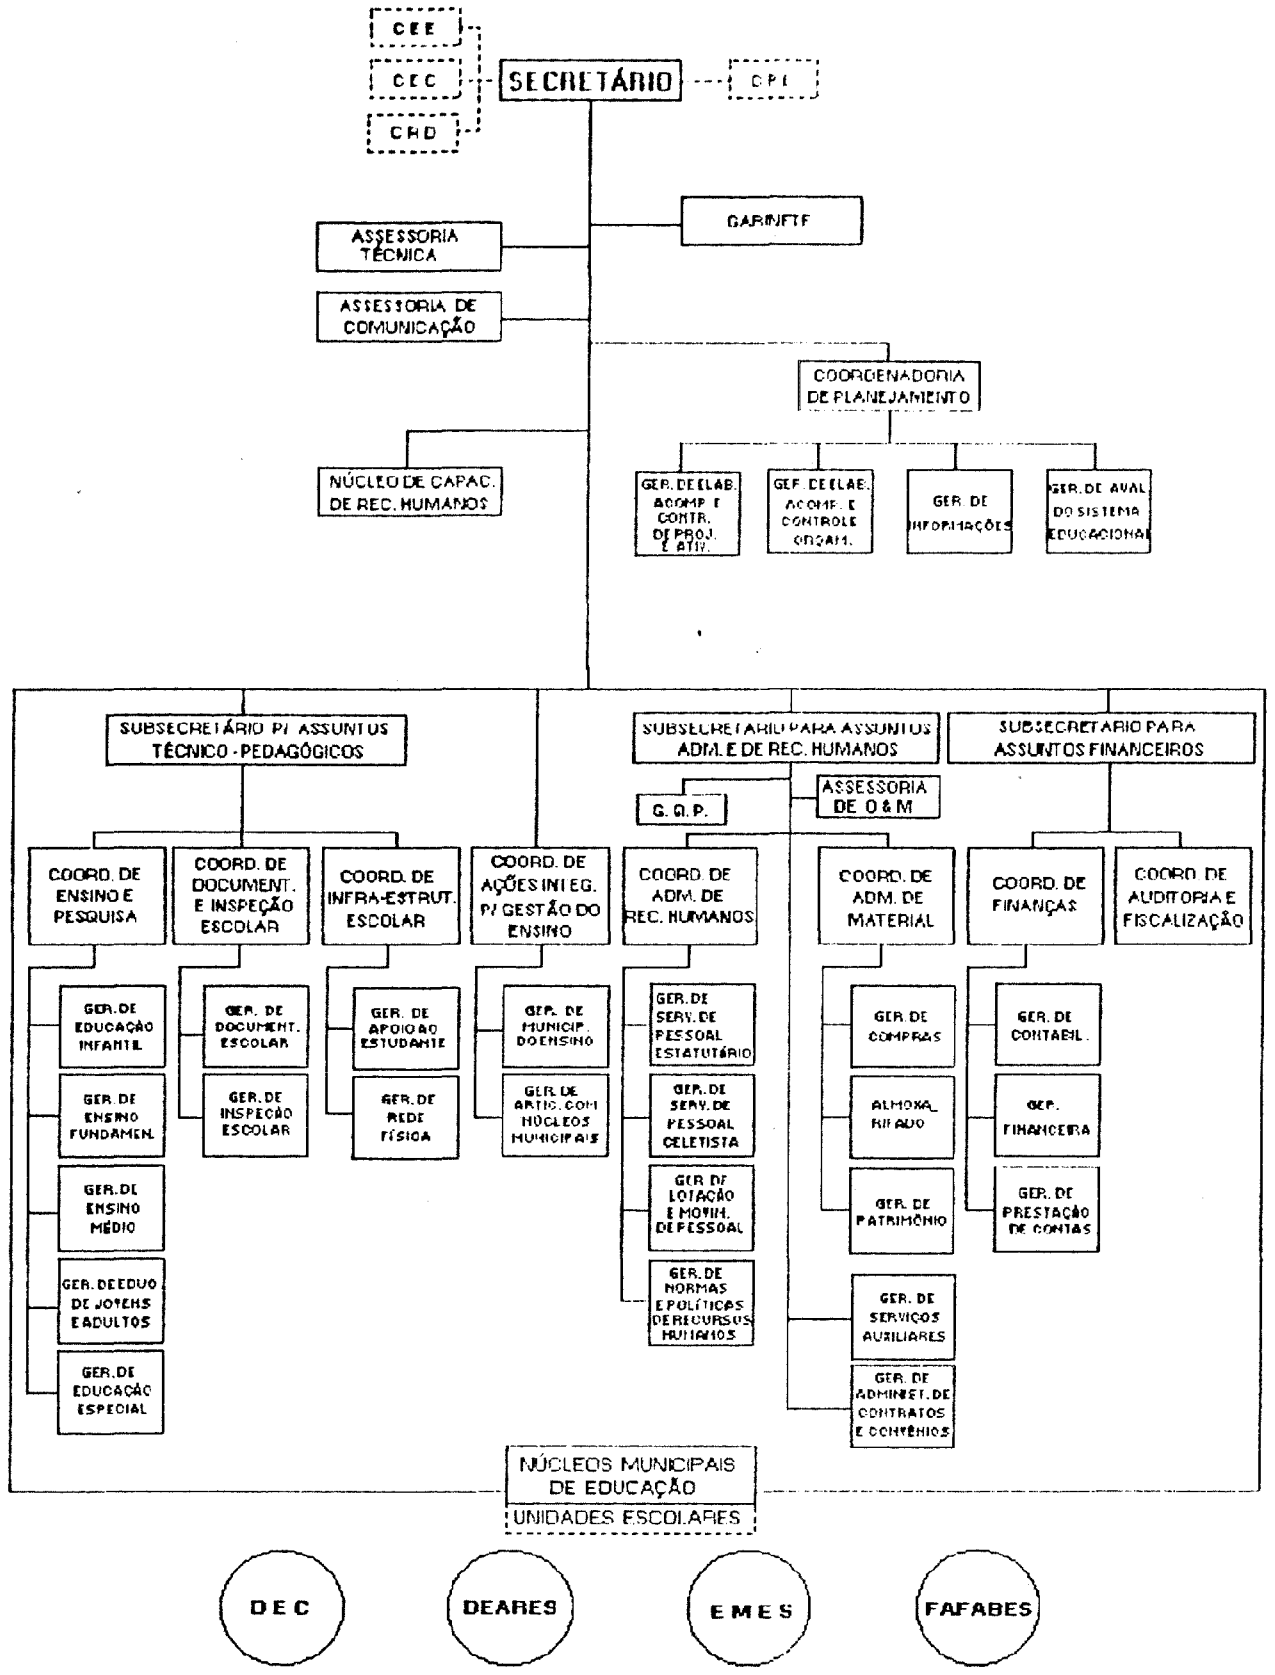 CEE
CEC
CRD
SECRETÁRIO
GABINETE
ASSESSORIA
TÉCNICA
ASSESSORIA DE
COMUNICAÇÃO
COORDENADORIA
DE PLANEJAMENTO
NÚCLEO DE CAPAC.
DE REC. HUMANOS
GER. DE ELAB.
ACOMP. E
CONTR.
DE PROJ.
E ATIV.
GER. DE ELAB.
ACOMP. E
CONTROLE
ORÇAM.
GER. DE
INFORMAÇÕES
GER. DE AVAL
DO SISTEMA
EDUCACIONAL
SUBSECRETÁRIO P/ ASSUNTOS
TÉCNICO-PEDAGÓGICOS
SUBSECRETARIO PARA ASSUNTOS
ADM. E DE REC. HUMANOS
SUBSECRETARIO PARA
ASSUNTOS FINANCEIROS
G. Q. P.
ASSESSORIA
DE O & M
COORD. DE
ENSINO E
PESQUISA
COORD. DE
DOCUMENT.
E INSPEÇÃO
ESCOLAR
COORD. DE
INFRA-ESTRUT.
ESCOLAR
COORD. DE
AÇÕES INTEG.
P/ GESTÃO DO
ENSINO
COORD. DE
ADM. DE
REC. HUMANOS
COORD. DE
ADM. DE
MATERIAL
COORD. DE
FINANÇAS
COORD. DE
AUDITORIA E
FISCALIZAÇÃO
GER. DE
EDUCAÇÃO
INFANTIL
GER. DE
DOCUMENT.
ESCOLAR
GER. DE
APOIO AO
ESTUDANTE
GER. DE
MUNICIP.
DO ENSINO
GER. DE
SERV. DE
PESSOAL
ESTATUTÁRIO
GER. DE
COMPRAS
GER. DE
CONTABIL.
GER. DE
ENSINO
FUNDAMEN.
GER. DE
INSPEÇÃO
ESCOLAR
GER. DE
REDE
FÍSICA
GER. DE
ARTIC. COM
NÚCLEOS
MUNICIPAIS
GER. DE
SERV. DE
PESSOAL
CELETISTA
ALMOXA_
RIFADO
GER.
FINANCEIRA
GER. DE
ENSINO
MÉDIO
GER. DE
LOTAÇÃO
E MOVIM.
DE PESSOAL
GER. DE
PATRIMÔNIO
GER. DE
PRESTAÇÃO
DE CONTAS
GER. DE EDUO
DE JOVENS
E ADULTOS
GER. DE
NORMAS
E POLÍTICAS
DE RECURSOS
HUMANOS
GER. DE
SERVIÇOS
AUXILIARES
GER. DE
EDUCAÇÃO
ESPECIAL
GER. DE
ADMINIST. DE
CONTRATOS
E CONVÊNIOS
NÚCLEOS MUNICIPAIS
DE EDUCAÇÃO
UNIDADES ESCOLARES
DEC
DEARES
EMES
FAFABES